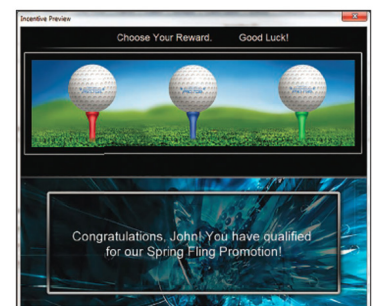 Incentive Preview
Choose Your Reward. Good Luck!
Congratulations, John! You have qualified
for our Spring Fling Promotion!